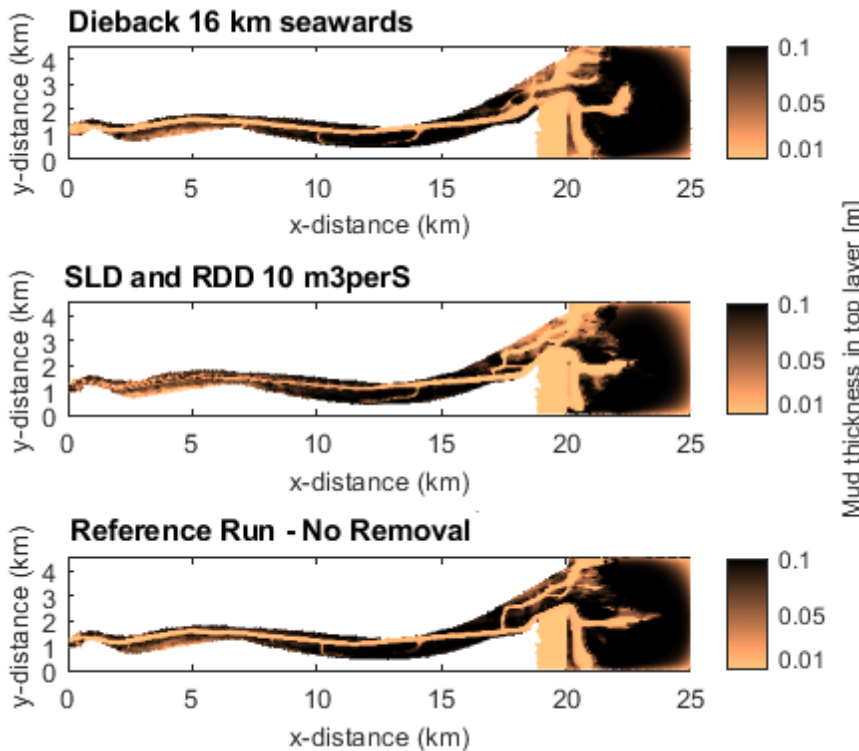 Dieback 16 km seawards
y-distance (km)
4
3
2
1
0
0 5 10 15 20 25
x-distance (km)
0.1
0.05
0.01
SLD and RDD 10 m3perS
y-distance (km)
4
3
2
1
0
0 5 10 15 20 25
x-distance (km)
0.1
0.05
0.01
Mud thickness in top layer [m]
Reference Run - No Removal
y-distance (km)
4
3
2
1
0
0 5 10 15 20 25
x-distance (km)
0.1
0.05
0.01